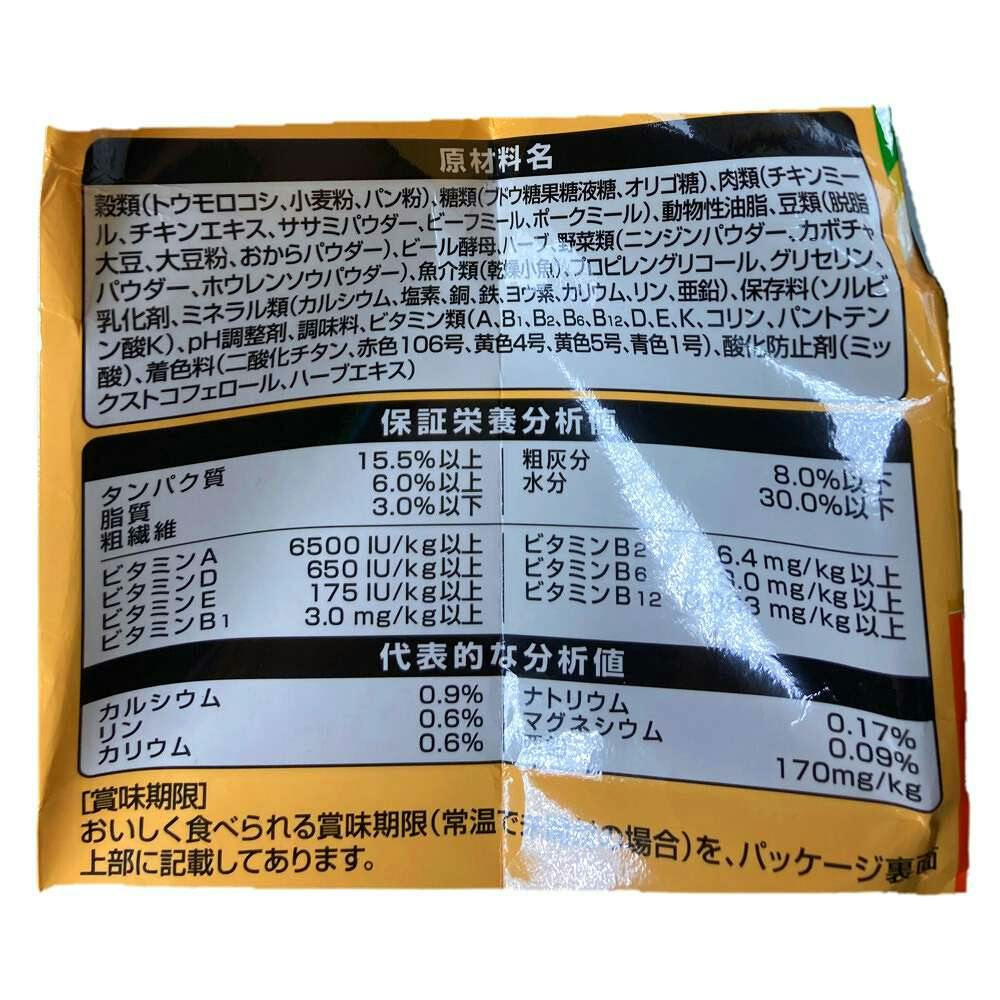 原材料名
穀類(トウモロコシ、小麦粉、パン粉)、糖類(ブドウ糖果糖液糖、オリゴ糖)、肉類(チキンミー
ル、チキンエキス、ササミパウダー、ビーフミール、ポークミール)、動物性油脂、豆類(脱脂
大豆、大豆粉、おからパウダー)、ビール酵母、ハーブ、野菜類(ニンジンパウダー、カボチャ
パウダー、ホウレンソウパウダー)、魚介類(乾燥小魚)、プロピレングリコール、グリセリン、
乳化剤、ミネラル類(カルシウム、塩素、銅、鉄、ヨウ素、カリウム、リン、亜鉛)、保存料(ソルビ
ン酸K)、pH調整剤、調味料、ビタミン類(A、B1、B2、B6、B12、D、E、K、コリン、パントテン
酸)、着色料(二酸化チタン、赤色106号、黄色4号、黄色5号、青色1号)、酸化防止剤(ミッ
クストコフェロール、ハーブエキス)
保証栄養分析値
タンパク質 15.5%以上 粗灰分 8.0%以下
脂質 6.0%以上 水分 30.0%以下
粗繊維 3.0%以下
ビタミンA 6500 IU/kg以上 ビタミンB2 6.4 mg/kg以上
ビタミンD 650 IU/kg以上 ビタミンB6 .0 mg/kg以上
ビタミンE 175 IU/kg以上 ビタミンB12 3 mg/kg以上
ビタミンB1 3.0 mg/kg以上
代表的な分析値
カルシウム 0.9% ナトリウム 0.17%
リン 0.6% マグネシウム 0.09%
カリウム 0.6% 170mg/kg
[賞味期限]
おいしく食べられる賞味期限(常温で の場合)を、パッケージ裏面
上部に記載してあります。